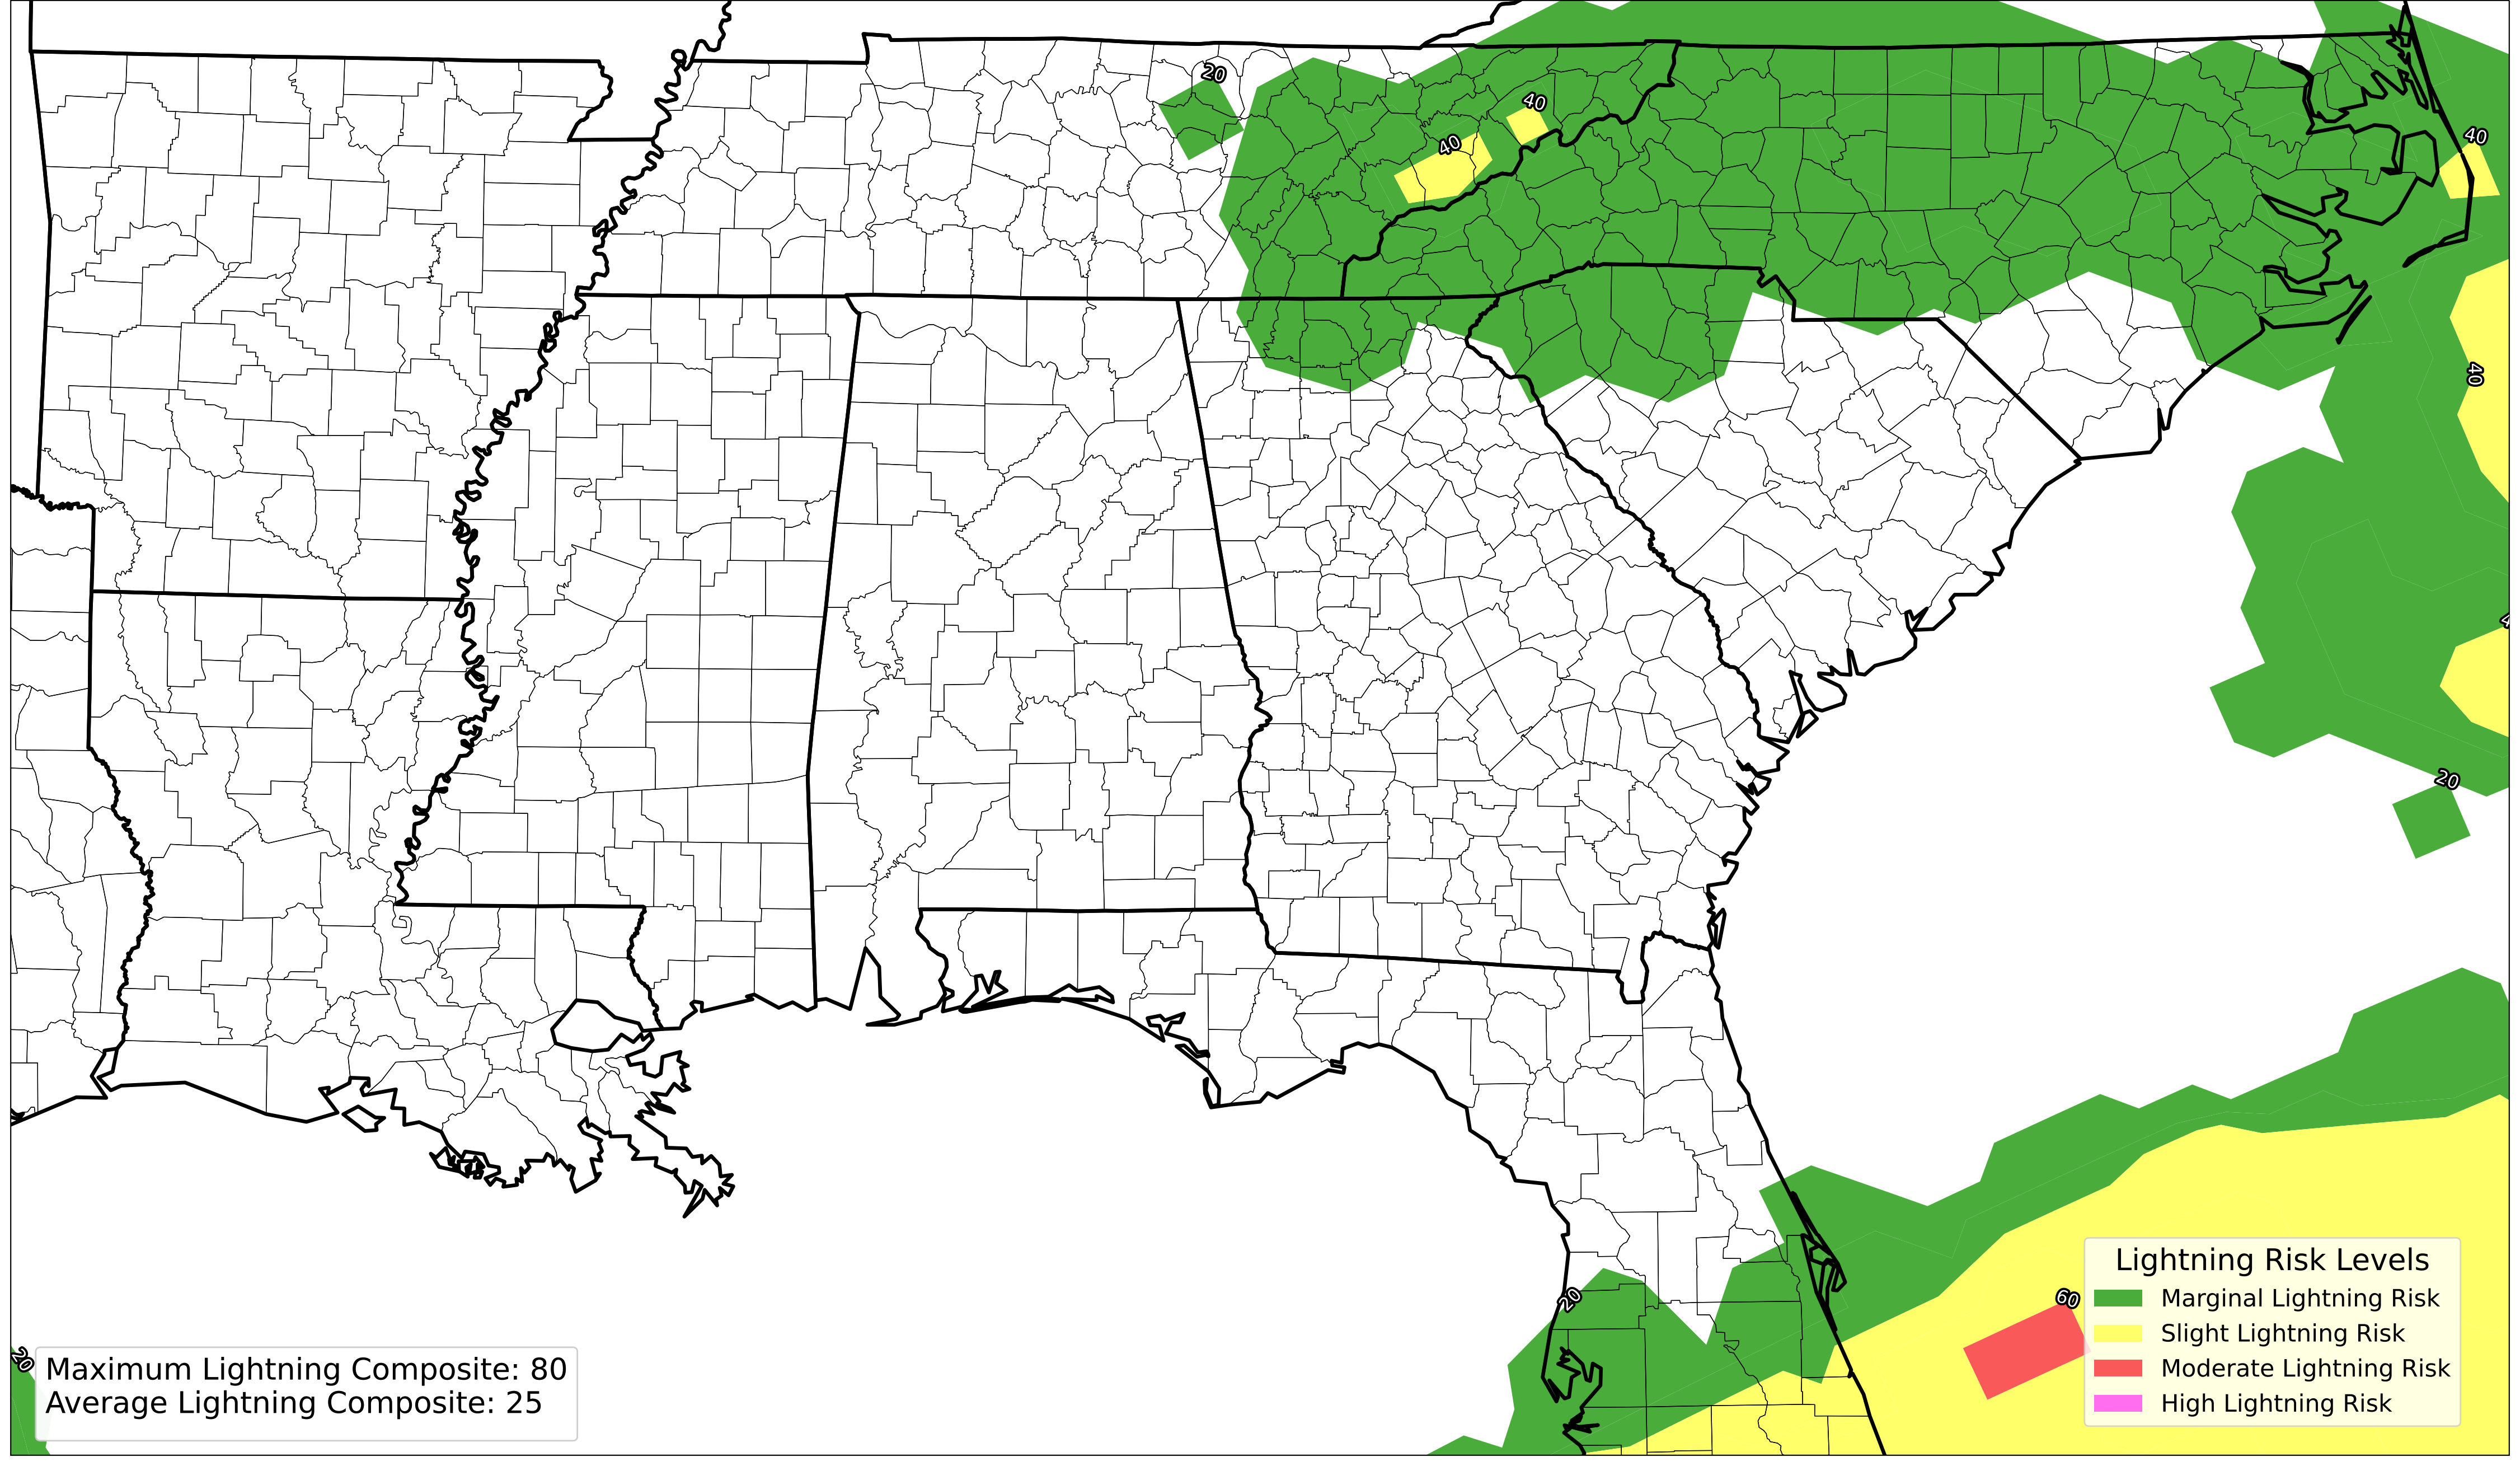 20
40
40
40
40
4
20
20
60
20
Lightning Risk Levels
Marginal Lightning Risk
Slight Lightning Risk
Moderate Lightning Risk
High Lightning Risk
Maximum Lightning Composite: 80
Average Lightning Composite: 25